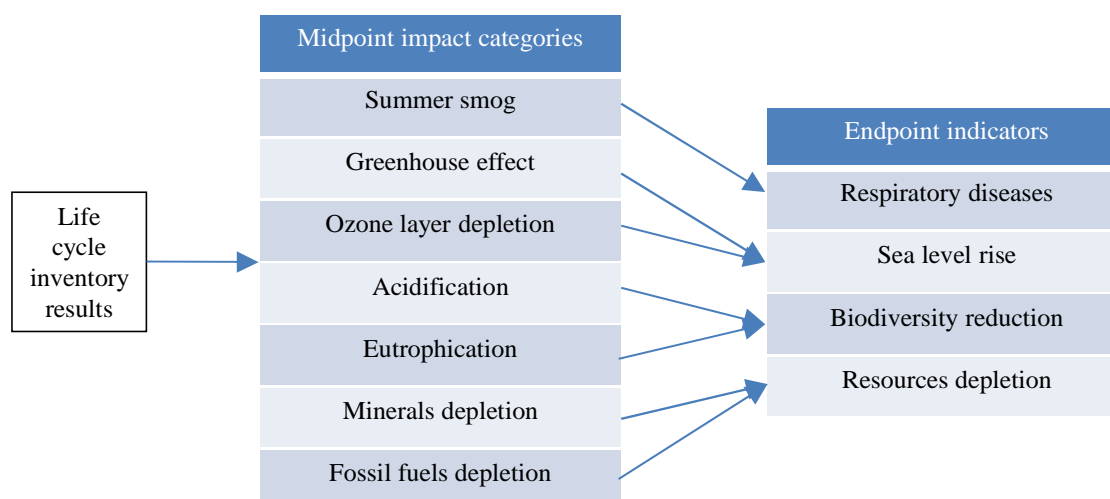 Life
cycle
inventory
results
Midpoint impact categories
Summer smog
Greenhouse effect
Ozone layer depletion
Acidification
Eutrophication
Minerals depletion
Fossil fuels depletion
Endpoint indicators
Respiratory diseases
Sea level rise
Biodiversity reduction
Resources depletion